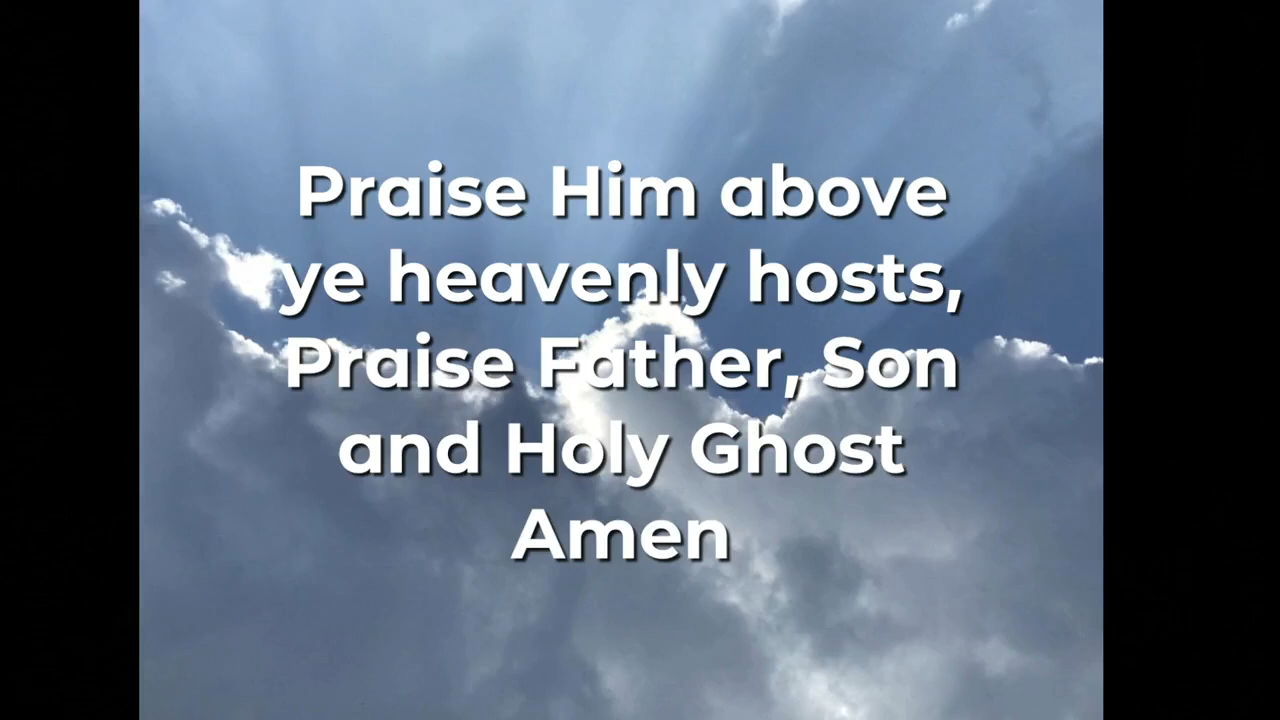 Praise Him above
ye heavenly hosts,
Praise Father, Son
and Holy Ghost
Amen